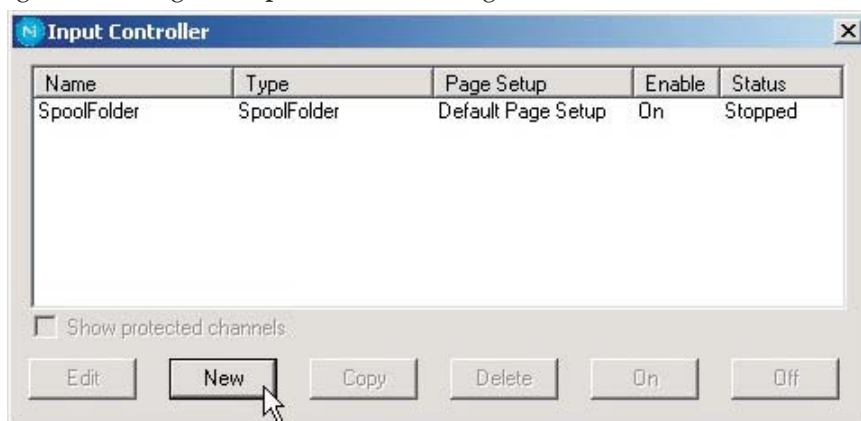 Input Controller
Name Type Page Setup Enable Status
SpoolFolder SpoolFolder Default Page Setup On Stopped
Show protected channels
Edit New Copy Delete On Off